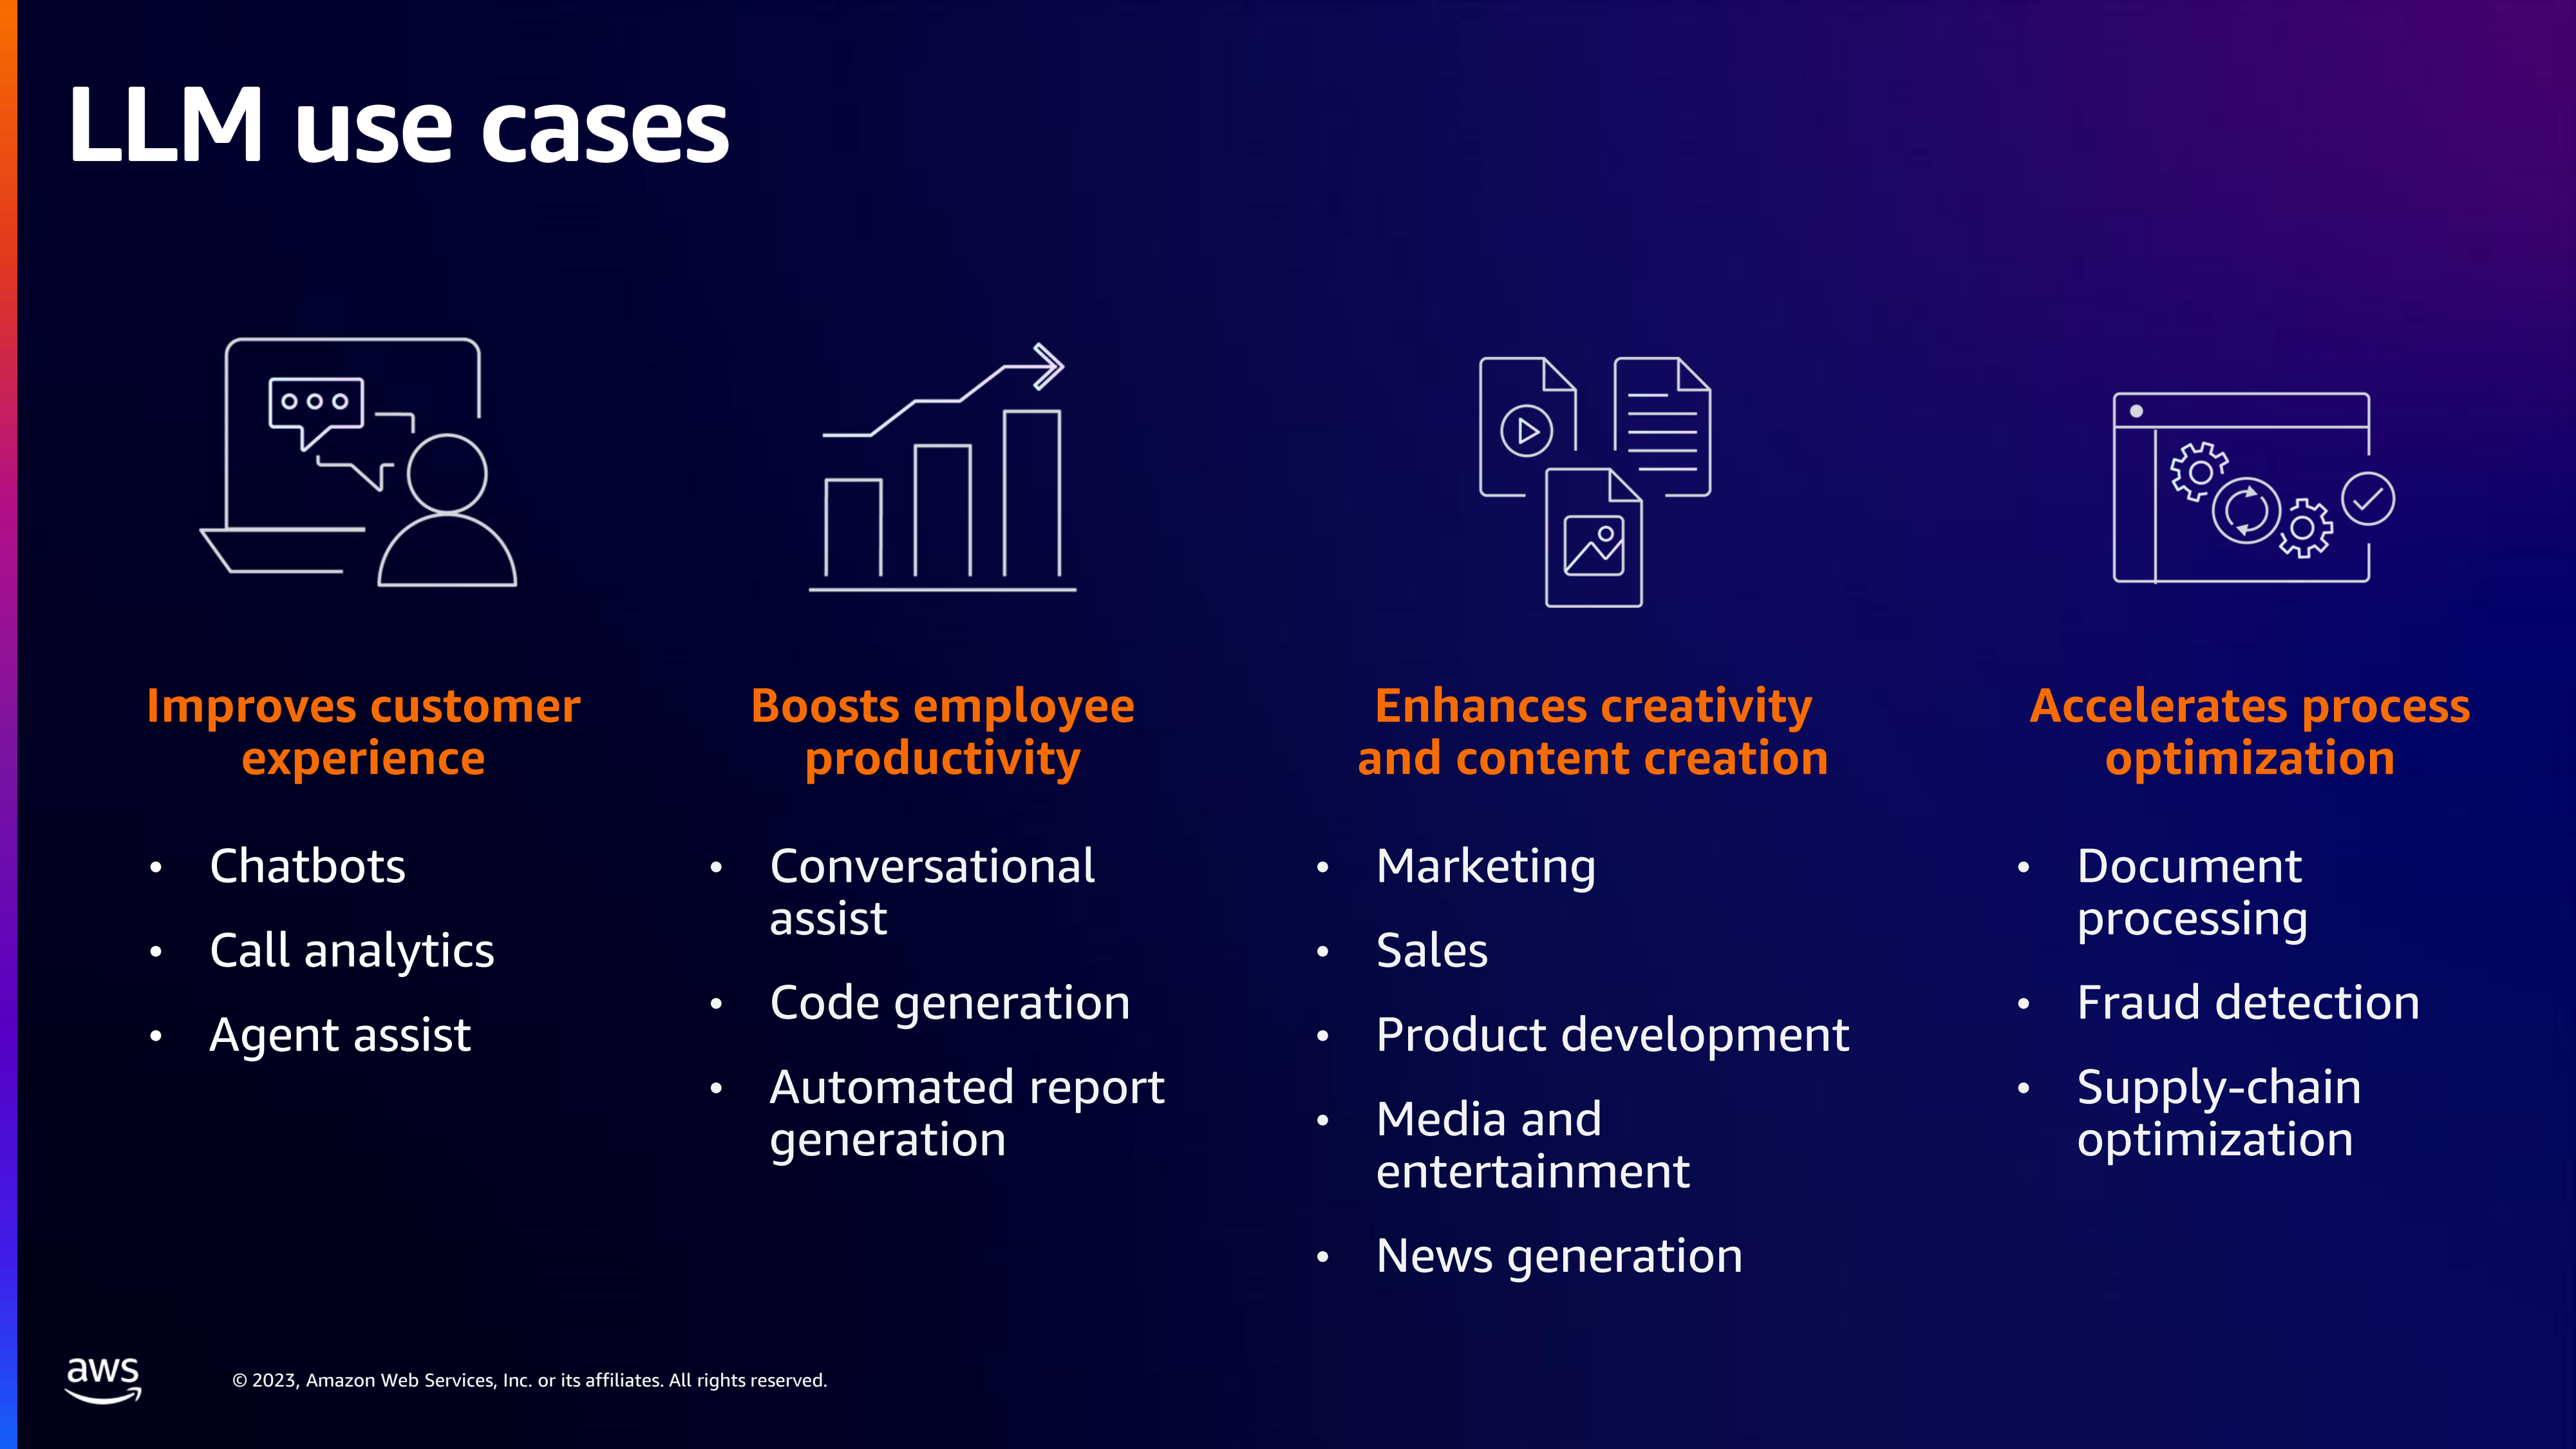 LLM use cases
Improves customer
experience
• Chatbots
• Call analytics
• Agent assist
Boosts employee
productivity
• Conversational
assist
• Code generation
• Automated report
generation
Enhances creativity
and content creation
• Marketing
• Sales
• Product development
• Media and
entertainment
• News generation
Accelerates process
optimization
• Document
processing
• Fraud detection
• Supply-chain
optimization
aws
© 2023, Amazon Web Services, Inc. or its affiliates. All rights reserved.